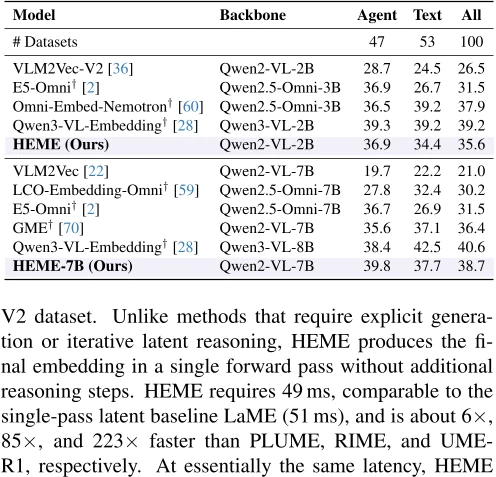 Model Backbone Agent Text All
# Datasets 47 53 100
VLM2Vec-V2 [36] Qwen2-VL-2B 28.7 24.5 26.5
E5-Omni† [2] Qwen2.5-Omni-3B 36.9 26.7 31.5
Omni-Embed-Nemotron† [60] Qwen2.5-Omni-3B 36.5 39.2 37.9
Qwen3-VL-Embedding† [28] Qwen3-VL-2B 39.3 39.2 39.2
HEME (Ours) Qwen2-VL-2B 36.9 34.4 35.6
VLM2Vec [22] Qwen2-VL-7B 19.7 22.2 21.0
LCO-Embedding-Omni† [59] Qwen2.5-Omni-7B 27.8 32.4 30.2
E5-Omni† [2] Qwen2.5-Omni-7B 36.7 26.9 31.5
GME† [70] Qwen2-VL-7B 35.6 37.1 36.4
Qwen3-VL-Embedding† [28] Qwen3-VL-8B 38.4 42.5 40.6
HEME-7B (Ours) Qwen2-VL-7B 39.8 37.7 38.7
V2 dataset. Unlike methods that require explicit genera-
tion or iterative latent reasoning, HEME produces the fi-
nal embedding in a single forward pass without additional
reasoning steps. HEME requires 49 ms, comparable to the
single-pass latent baseline LaME (51 ms), and is about 6×,
85×, and 223× faster than PLUME, RIME, and UME-
R1, respectively. At essentially the same latency, HEME